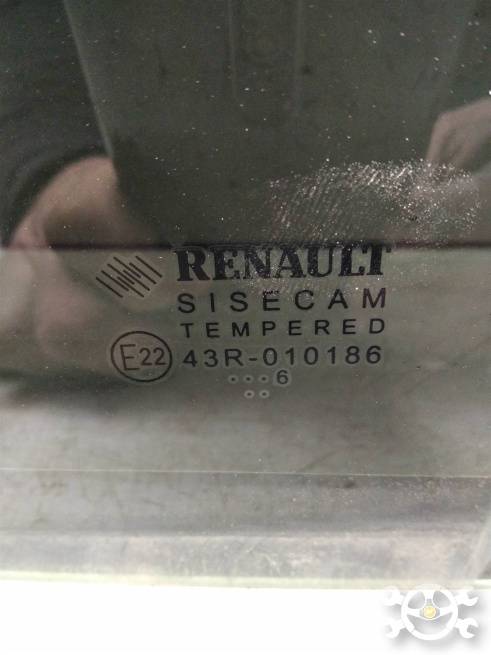 RENAULT
SISECAM
TEMPERED
E22 43R-010186
...6
..